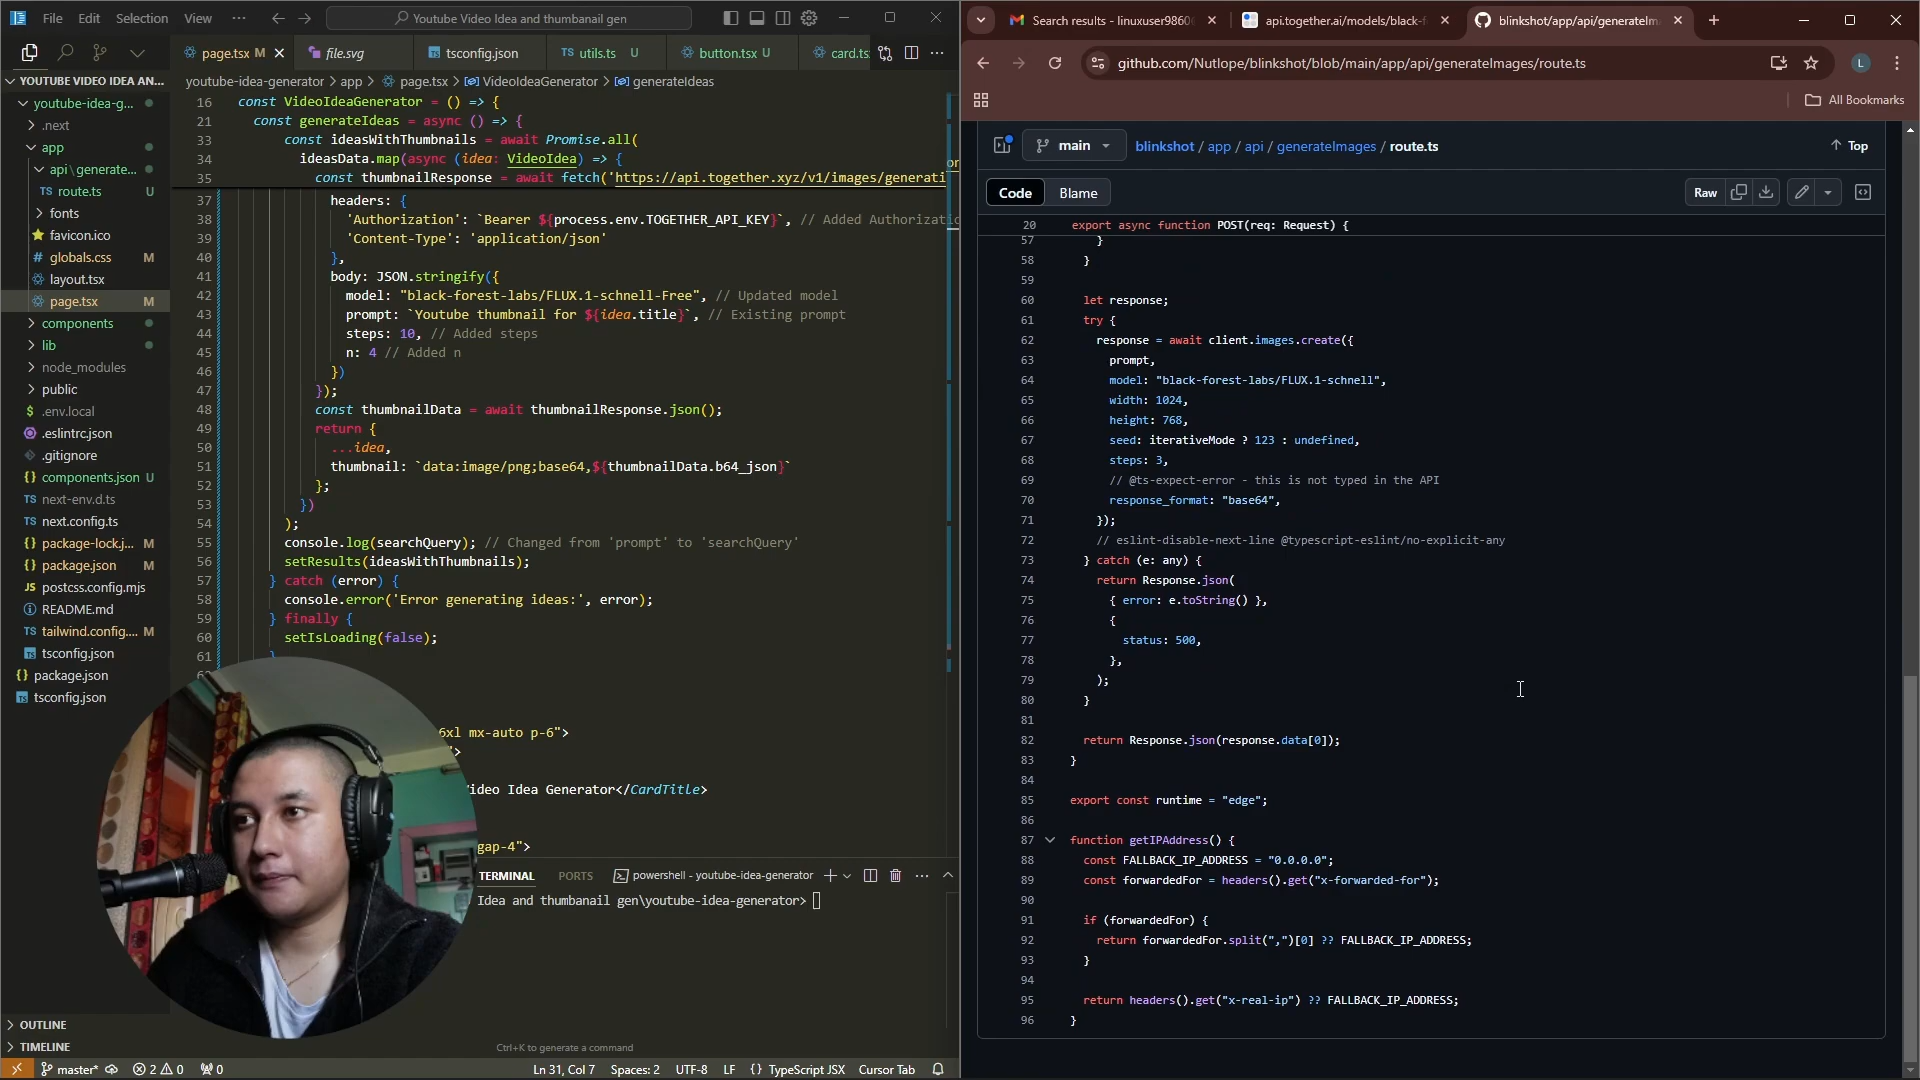 File Edit Selection View ··· Youtube Video Idea and thumbanail gen
page.tsx M file.svg tsconfig.json TS utils.ts U button.tsx U card.ts
YOUTUBE VIDEO IDEA AN...
youtube-idea-g...
.next
app
api\generate...
TS route.ts U
fonts
favicon.ico
# globals.css M
layout.tsx
page.tsx M
components
lib
node_modules
public
$ .env.local
.eslintrc.json
.gitignore
{} components.json U
TS next-env.d.ts
TS next.config.ts
{} package-lock.j... M
{} package.json M
JS postcss.config.mjs
README.md
TS tailwind.config.... M
tsconfig.json
package.json
tsconfig.json
OUTLINE
TIMELINE
youtube-idea-generator > app > page.tsx > VideoIdeaGenerator > generateIdeas
16 const VideoIdeaGenerator = () => {
21 const generateIdeas = async () => {
33 const ideasWithThumbnails = await Promise.all(
34 ideasData.map(async (idea: VideoIdea) => {
35 const thumbnailResponse = await fetch('https://api.together.xyz/v1/images/generati
37 headers: {
38 'Authorization': `Bearer ${process.env.TOGETHER_API_KEY}`, // Added Authorizatio
39 'Content-Type': 'application/json'
40 },
41 body: JSON.stringify({
42 model: "black-forest-labs/FLUX.1-schnell-Free", // Updated model
43 prompt: `Youtube thumbnail for ${idea.title}`, // Existing prompt
44 steps: 10, // Added steps
45 n: 4 // Added n
46 })
47 });
48 const thumbnailData = await thumbnailResponse.json();
49 return {
50 ...idea,
51 thumbnail: `data:image/png;base64,${thumbnailData.b64_json}`
52 };
53 })
54 );
55 console.log(searchQuery); // Changed from 'prompt' to 'searchQuery'
56 setResults(ideasWithThumbnails);
57 } catch (error) {
58 console.error('Error generating ideas:', error);
59 } finally {
60 setIsLoading(false);
61 }
6xl mx-auto p-6">
">
ideo Idea Generator</CardTitle>
gap-4">
TERMINAL PORTS powershell - youtube-idea-generator
Idea and thumbanail gen\youtube-idea-generator>
Ctrl+K to generate a command
master* 2 0 0 Ln 31, Col 7 Spaces: 2 UTF-8 LF {} TypeScript JSX Cursor Tab
Search results - linuxuser9860 api.together.ai/models/black-f blinkshot/app/api/generateIm
github.com/Nutlope/blinkshot/blob/main/app/api/generateImages/route.ts L
All Bookmarks
main blinkshot / app / api / generateImages / route.ts Top
Code Blame Raw
20 export async function POST(req: Request) {
57 }
58 }
59
60 let response;
61 try {
62 response = await client.images.create({
63 prompt,
64 model: "black-forest-labs/FLUX.1-schnell",
65 width: 1024,
66 height: 768,
67 seed: iterativeMode ? 123 : undefined,
68 steps: 3,
69 // @ts-expect-error - this is not typed in the API
70 response_format: "base64",
71 });
72 // eslint-disable-next-line @typescript-eslint/no-explicit-any
73 } catch (e: any) {
74 return Response.json(
75 { error: e.toString() },
76 {
77 status: 500,
78 },
79 );
80 }
81
82 return Response.json(response.data[0]);
83 }
84
85 export const runtime = "edge";
86
87 function getIPAddress() {
88 const FALLBACK_IP_ADDRESS = "0.0.0.0";
89 const forwardedFor = headers().get("x-forwarded-for");
90
91 if (forwardedFor) {
92 return forwardedFor.split(",")[0] ?? FALLBACK_IP_ADDRESS;
93 }
94
95 return headers().get("x-real-ip") ?? FALLBACK_IP_ADDRESS;
96 }